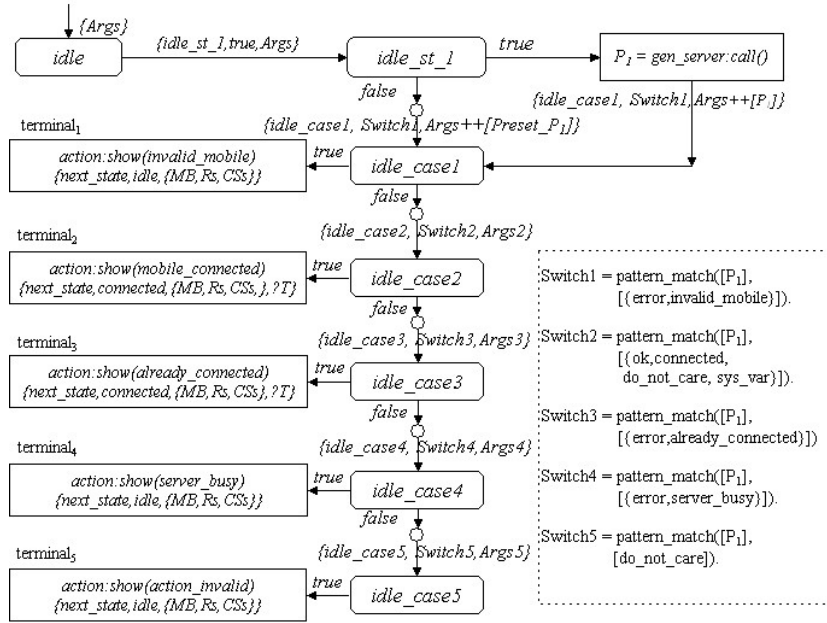 {Args}
idle
{idle_st_1,true,Args}
idle_st_1
true
P1 = gen_server:call()
false
{idle_case1, Switch1,Args++[P1]}
{idle_case1, Switch1,Args++[Preset_P1]}
terminal1
action:show(invalid_mobile)
{next_state,idle,{MB,Rs,CSs}}
true
idle_case1
false
{idle_case2, Switch2,Args2}
terminal2
action:show(mobile_connected)
{next_state,connected,{MB,Rs,CSs,},?T}
true
idle_case2
false
{idle_case3, Switch3,Args3}
terminal3
action:show(already_connected)
{next_state,connected,{MB,Rs,CSs},?T
true
idle_case3
false
{idle_case4, Switch4,Args4}
terminal4
action:show(server_busy)
{next_state,idle,{MB,Rs,CSs}}
true
idle_case4
false
{idle_case5, Switch5,Args5}
terminal5
action:show(action_invalid)
{next_state,idle,{MB,Rs,CSs}}
true
idle_case5
Switch1 = pattern_match([P1],
[{error,invalid_mobile}]).
Switch2 = pattern_match([P1],
[{ok,connected,
do_not_care, sys_var}]).
Switch3 = pattern_match([P1],
[{error,already_connected}])
Switch4 = pattern_match([P1],
[{error,server_busy}]).
Switch5 = pattern_match([P1],
[do_not_care]).